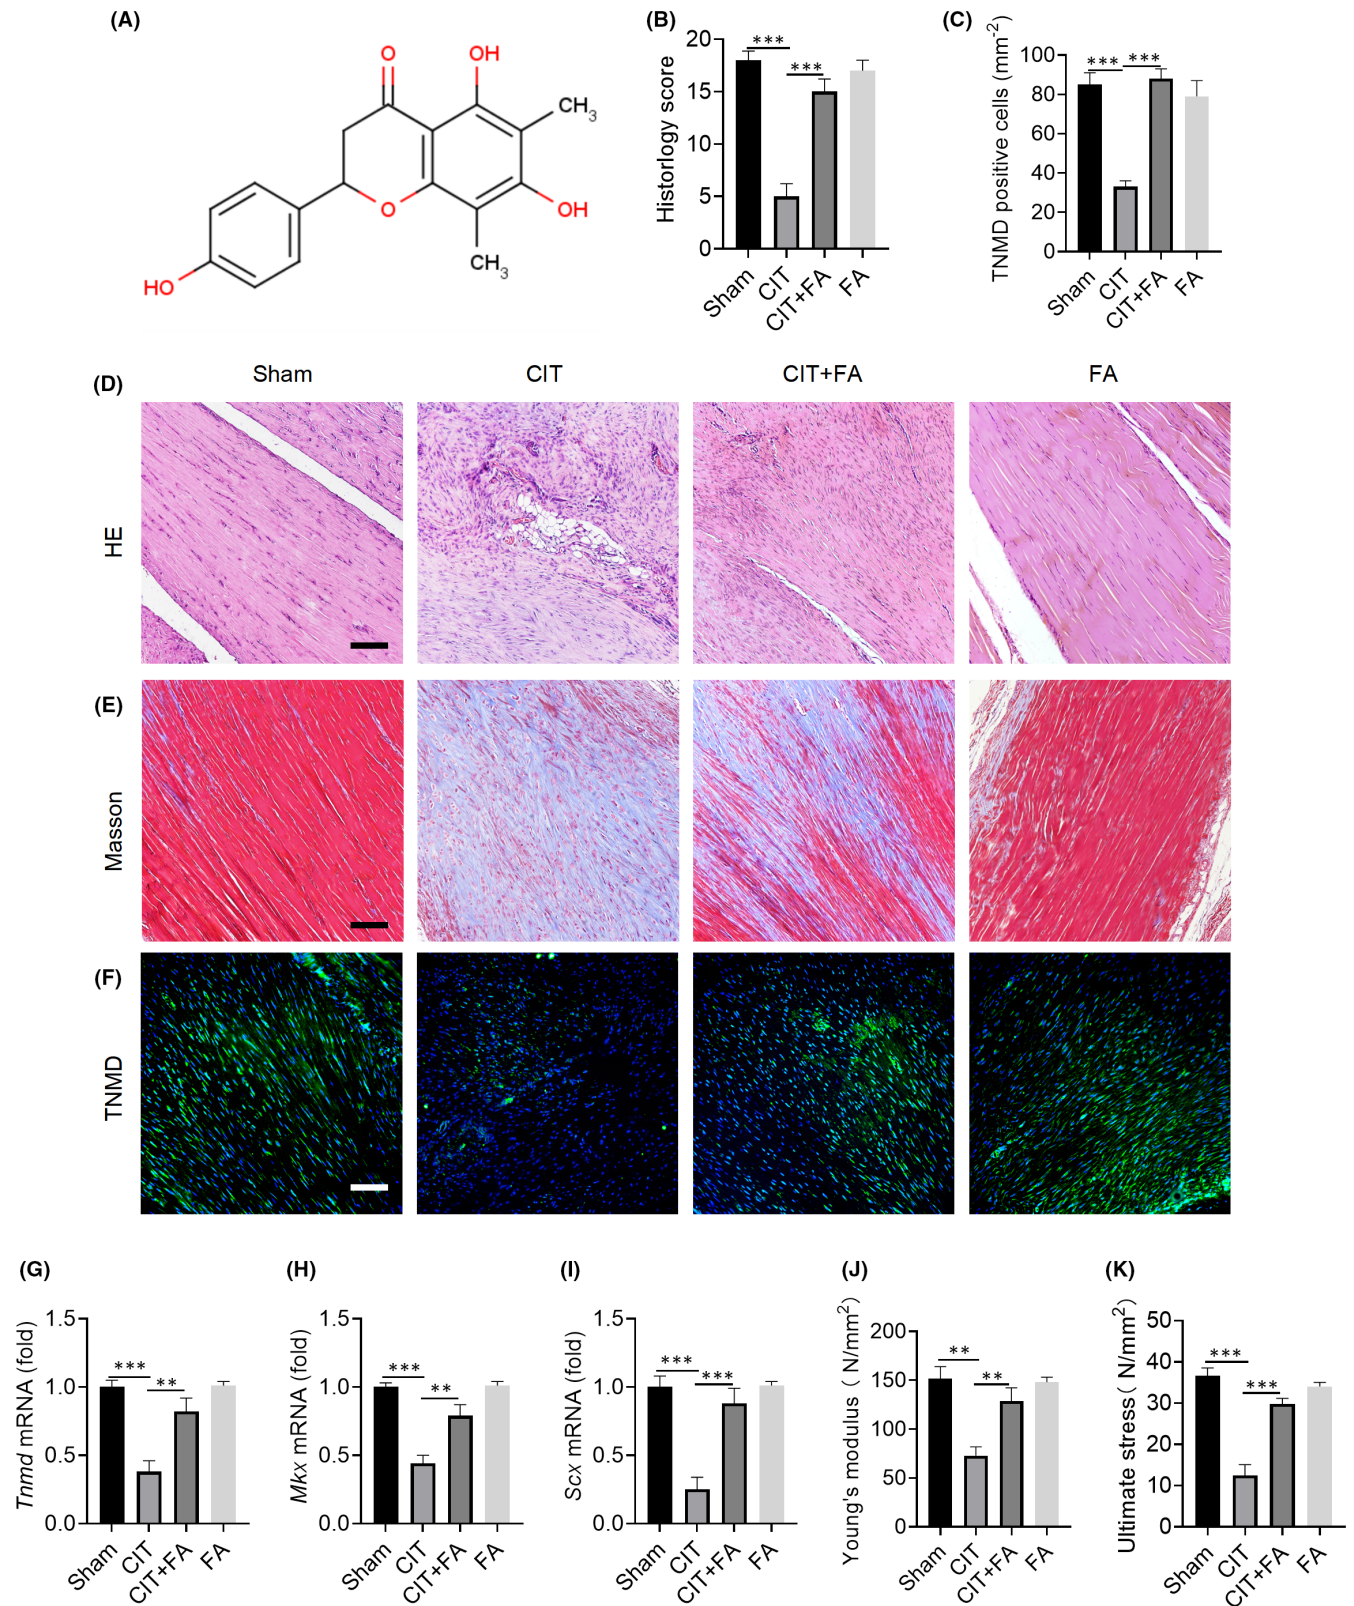 (A)
O
OH
CH3
O
OH
CH3
HO
(B)
Historlogy score
20
15
10
5
0
***
***
Sham
CIT
CIT+FA
FA
(C)
TNMD positive cells (mm-2)
100
80
60
40
20
0
***
***
Sham
CIT
CIT+FA
FA
(D)
Sham
CIT
CIT+FA
FA
HE
(E)
Masson
(F)
TNMD
(G)
Tnmd mRNA (fold)
1.5
1.0
0.5
0.0
***
**
Sham
CIT
CIT+FA
FA
(H)
Mkx mRNA (fold)
1.5
1.0
0.5
0.0
***
**
Sham
CIT
CIT+FA
FA
(I)
Scx mRNA (fold)
1.5
1.0
0.5
0.0
***
***
Sham
CIT
CIT+FA
FA
(J)
Young's modulus ( N/mm2)
200
150
100
50
0
**
**
Sham
CIT
CIT+FA
FA
(K)
Ultimate stress( N/mm2)
50
40
30
20
10
0
***
***
Sham
CIT
CIT+FA
FA